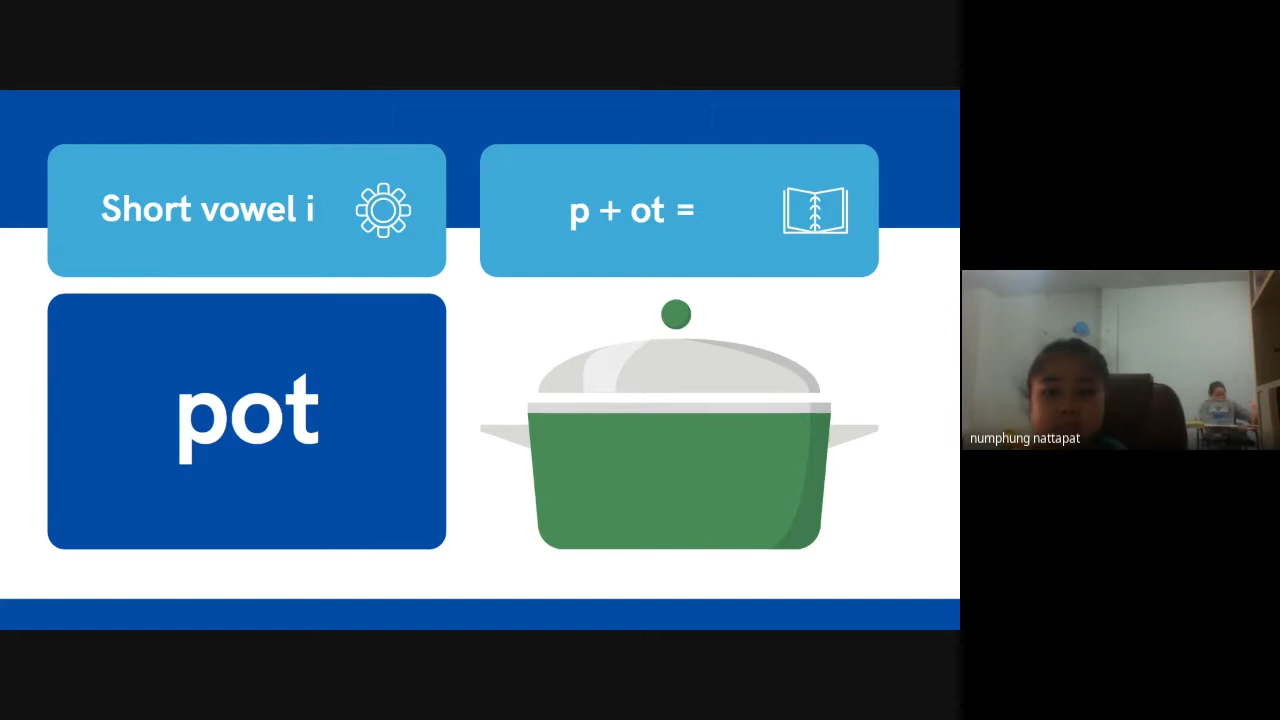 Short vowel i
p + ot =
pot
numphung nattapat